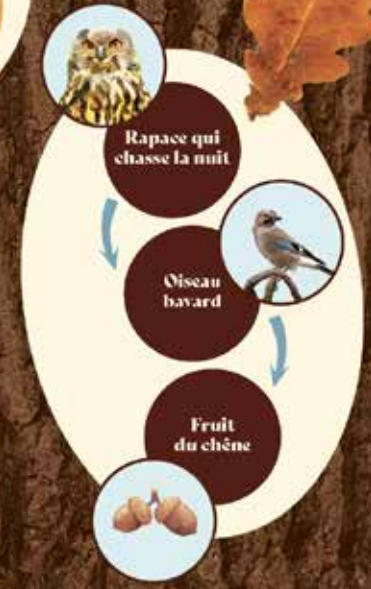 Rapace qui
chasse la nuit
Oiseau
bavard
Fruit
du chêne